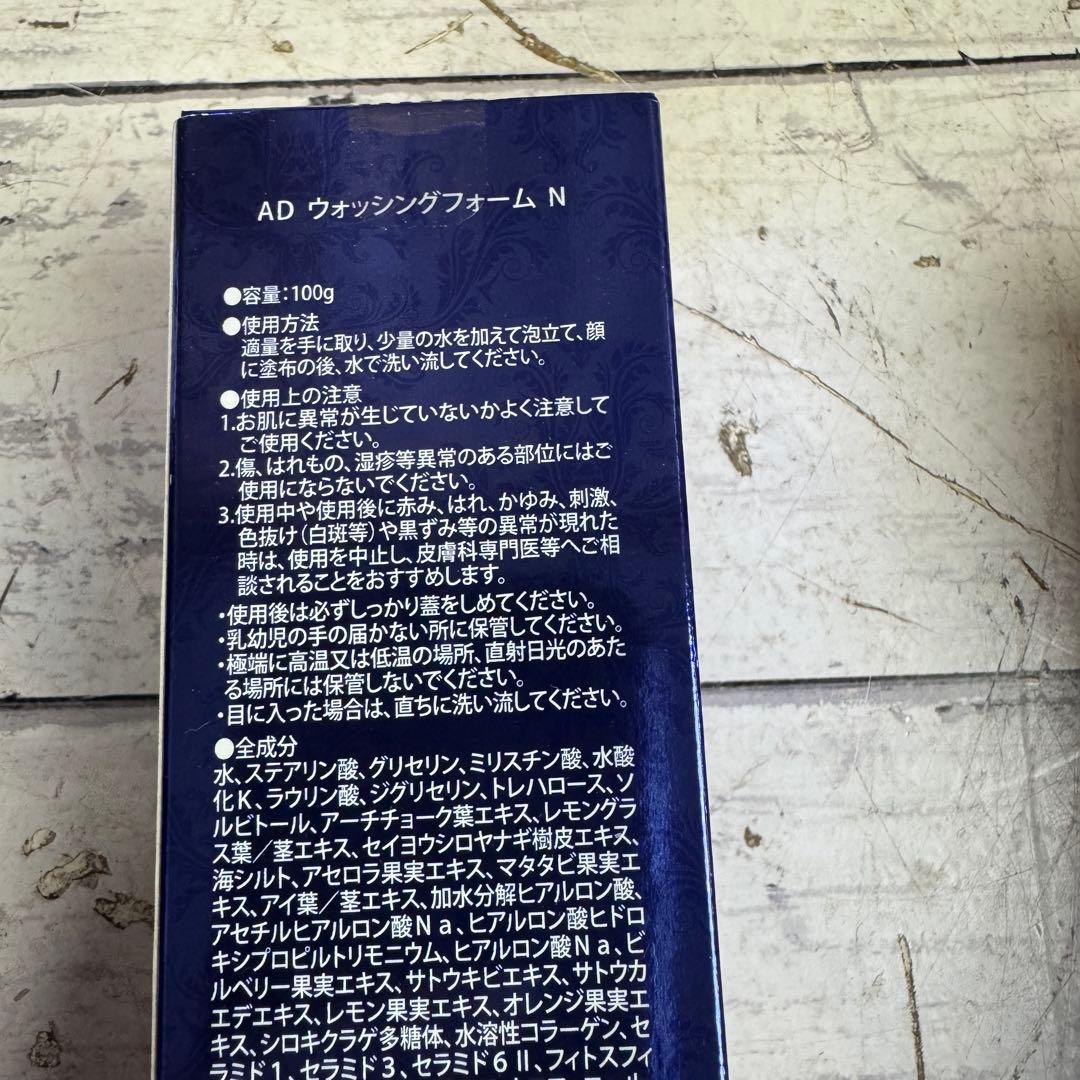 AD ウォッシングフォーム N
●容量：100g
●使用方法
適量を手に取り、少量の水を加えて泡立て、顔
に塗布の後、水で洗い流してください。
●使用上の注意
1.お肌に異常が生じていないかよく注意して
ご使用ください。
2.傷、はれもの、湿疹等異常のある部位にはご
使用にならないでください。
3.使用中や使用後に赤み、はれ、かゆみ、刺激、
色抜け（白斑等）や黒ずみ等の異常が現れた
時は、使用を中止し、皮膚科専門医等へご相
談されることをおすすめします。
・使用後は必ずしっかり蓋をしめてください。
・乳幼児の手の届かない所に保管してください。
・極端に高温又は低温の場所、直射日光のあた
る場所には保管しないでください。
・目に入った場合は、直ちに洗い流してください。
●全成分
水、ステアリン酸、グリセリン、ミリスチン酸、水酸
化K、ラウリン酸、ジグリセリン、トレハロース、ソ
ルビトール、アーチチョーク葉エキス、レモングラ
ス葉／茎エキス、セイヨウシロヤナギ樹皮エキス、
海シルト、アセロラ果実エキス、マタタビ果実エ
キス、アイ葉／茎エキス、加水分解ヒアルロン酸、
アセチルヒアルロン酸Na、ヒアルロン酸ヒドロ
キシプロピルトリモニウム、ヒアルロン酸Na、ビ
ルベリー果実エキス、サトウキビエキス、サトウカ
エデエキス、レモン果実エキス、オレンジ果実エ
キス、シロキクラゲ多糖体、水溶性コラーゲン、セ
ラミド1、セラミド3、セラミド6Ⅱ、フィトスフィ